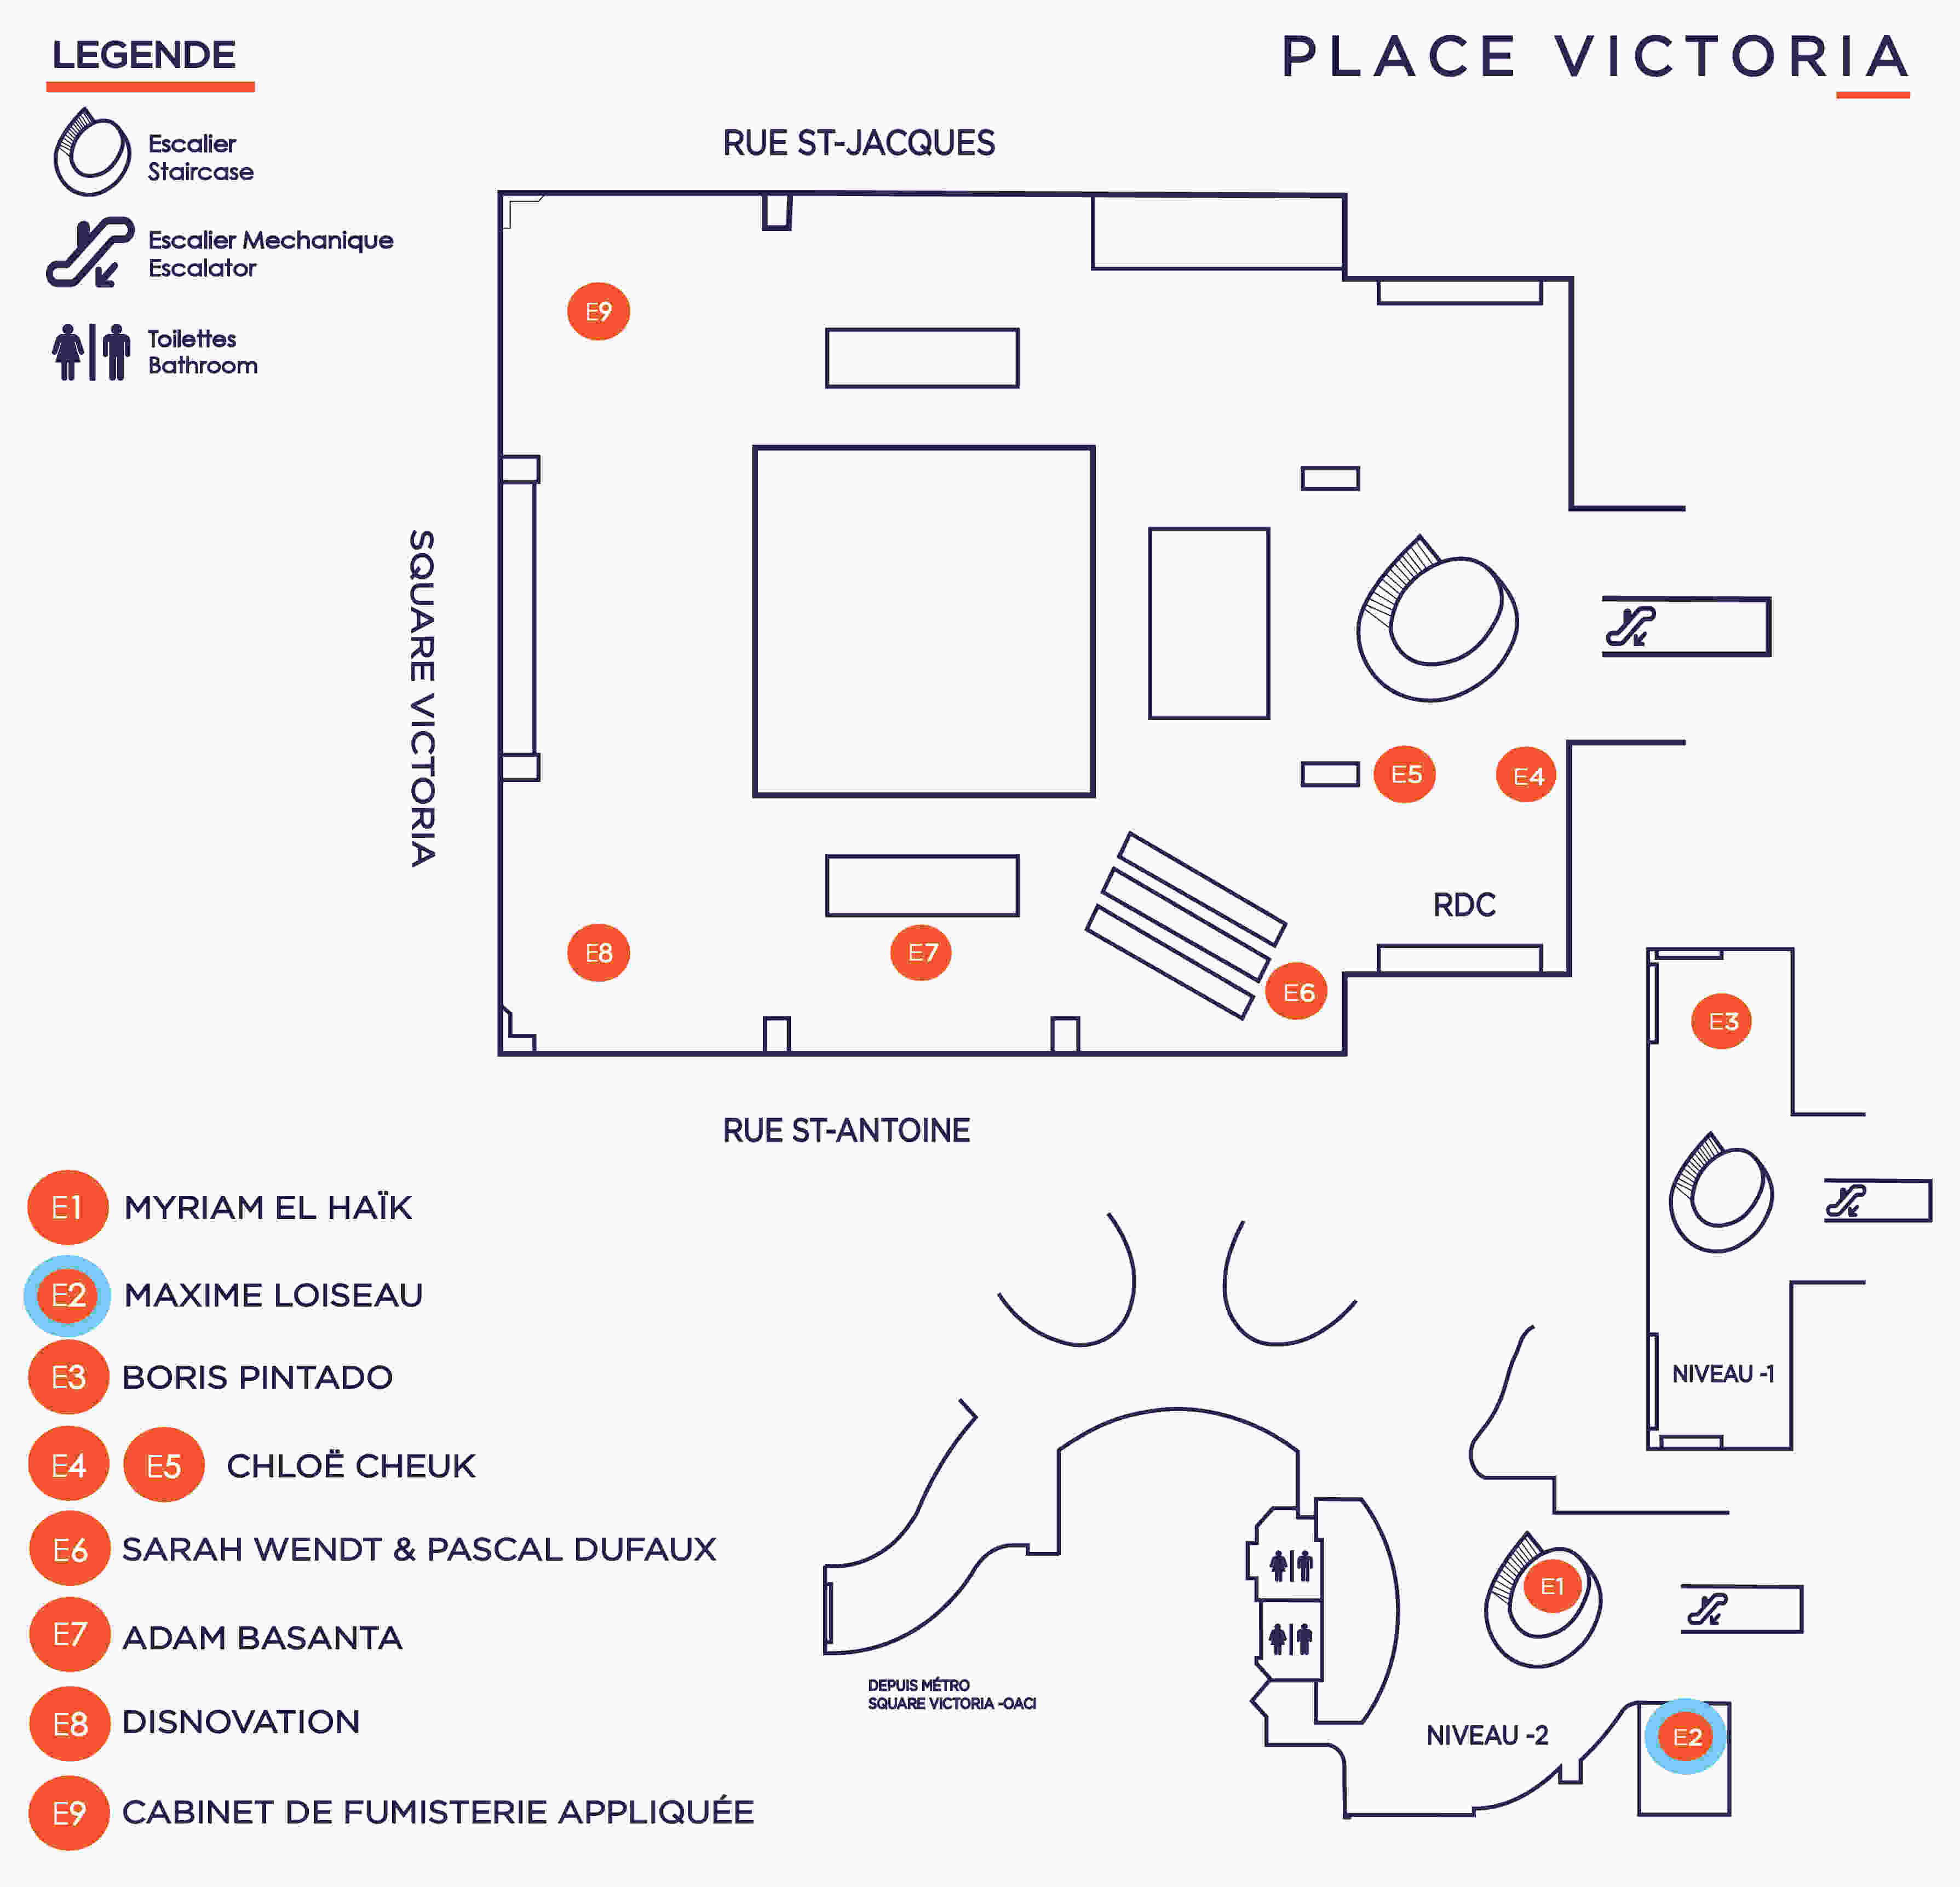 LEGENDE
PLACE VICTORIA
Escalier
Staircase
Escalier Mechanique
Escalator
Toilettes
Bathroom
RUE ST-JACQUES
E9
SQUARE VICTORIA
E5
E4
RDC
E8
E7
E6
RUE ST-ANTOINE
E3
NIVEAU -1
E1 MYRIAM EL HAÏK
E2 MAXIME LOISEAU
E3 BORIS PINTADO
E4 E5 CHLOË CHEUK
E6 SARAH WENDT & PASCAL DUFAUX
E7 ADAM BASANTA
E8 DISNOVATION
E9 CABINET DE FUMISTERIE APPLIQUÉE
E1
DEPUIS MÉTRO
SQUARE VICTORIA -OACI
NIVEAU -2
E2